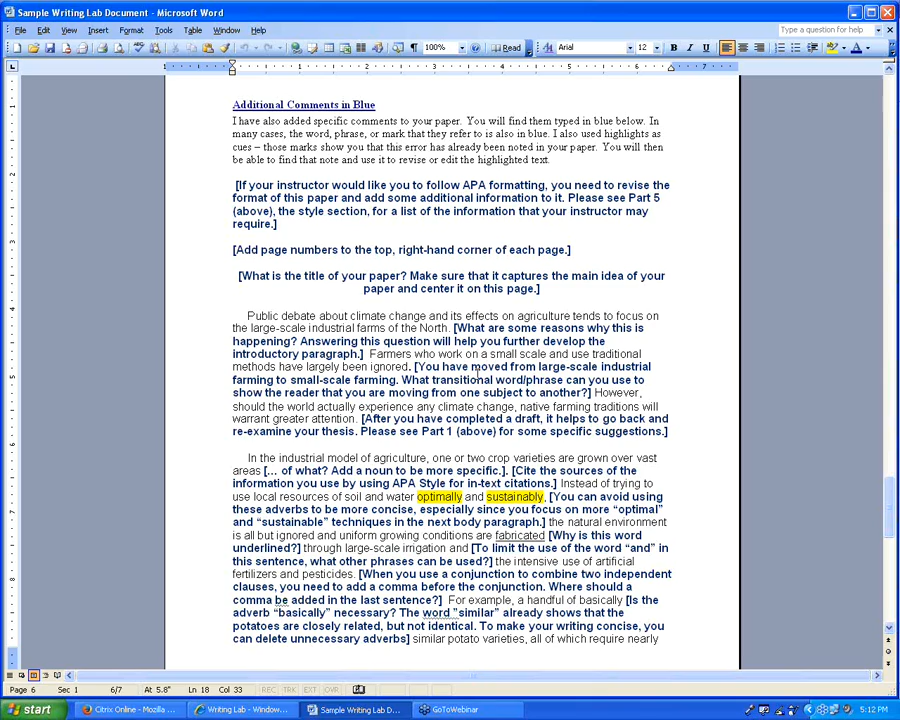 Sample Writing Lab Document - Microsoft Word
File Edit View Insert Format Tools Table Window Help
Type a question for help
100% Read Arial 12 B I U
1 1 2 3 4 5 6 7
Additional Comments in Blue
I have also added specific comments to your paper. You will find them typed in blue below. In
many cases, the word, phrase, or mark that they refer to is also in blue. I also used highlights as
cues – those marks show you that this error has already been noted in your paper. You will then
be able to find that note and use it to revise or edit the highlighted text.
[If your instructor would like you to follow APA formatting, you need to revise the
format of this paper and add some additional information to it. Please see Part 5
(above), the style section, for a list of the information that your instructor may
require.]
[Add page numbers to the top, right-hand corner of each page.]
[What is the title of your paper? Make sure that it captures the main idea of your
paper and center it on this page.]
Public debate about climate change and its effects on agriculture tends to focus on
the large-scale industrial farms of the North. [What are some reasons why this is
happening? Answering this question will help you further develop the
introductory paragraph.] Farmers who work on a small scale and use traditional
methods have largely been ignored. [You have moved from large-scale industrial
farming to small-scale farming. What transitional word/phrase can you use to
show the reader that you are moving from one subject to another?] However,
should the world actually experience any climate change, native farming traditions will
warrant greater attention. [After you have completed a draft, it helps to go back and
re-examine your thesis. Please see Part 1 (above) for some specific suggestions.]
In the industrial model of agriculture, one or two crop varieties are grown over vast
areas [… of what? Add a noun to be more specific.]. [Cite the sources of the
information you use by using APA Style for in-text citations.] Instead of trying to
use local resources of soil and water optimally and sustainably, [You can avoid using
these adverbs to be more concise, especially since you focus on more “optimal”
and “sustainable” techniques in the next body paragraph.] the natural environment
is all but ignored and uniform growing conditions are fabricated [Why is this word
underlined?] through large-scale irrigation and [To limit the use of the word “and” in
this sentence, what other phrases can you use?] the intensive use of artificial
fertilizers and pesticides. [When you use a conjunction to combine two independent
clauses, you need to add a comma before the conjunction. Where should a
comma be added in the last sentence?] For example, a handful of basically [Is the
adverb “basically” necessary? The word ”similar” already shows that the
potatoes are closely related, but not identical. To make your writing concise, you
can delete unnecessary adverbs] similar potato varieties, all of which require nearly
Page 6 Sec 1 6/7 At 5.8" Ln 18 Col 33 REC TRK EXT OVR
start Citrix Online - Mozilla ... Writing Lab - Window... Sample Writing Lab D... GoToWebinar 5:12 PM